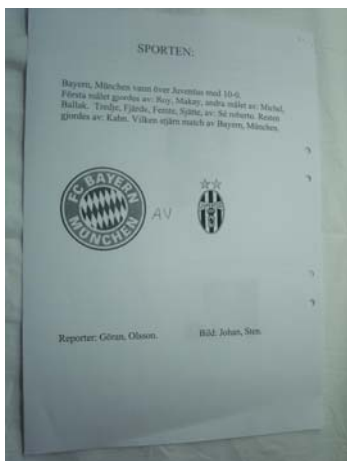 SPORTEN:
Bayern, München vann över Juventus med 10-0.
Första målet gjordes av: Roy, Makay, andra målet av: Michel,
Ballak. Tredje, Fjärde, Femte, Sjätte, av: Sé roberto. Resten
gjordes av: Kahn. Vilken stjärn match av Bayern, München.
FC BAYERN
MÜNCHEN
AV
Reporter: Göran, Olsson.
Bild: Johan, Sten.